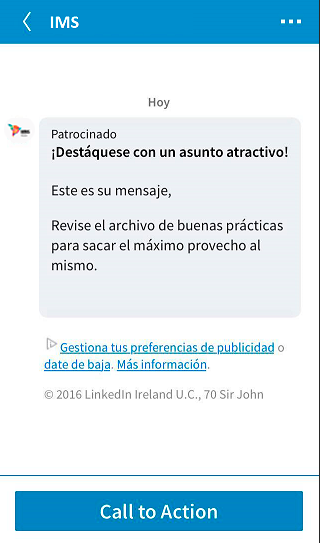 IMS
Hoy
Patrocinado
¡Destáquese con un asunto atractivo!
Este es su mensaje,
Revise el archivo de buenas prácticas
para sacar el máximo provecho al
mismo.
Gestiona tus preferencias de publicidad o
date de baja. Más información.
© 2016 LinkedIn Ireland U.C., 70 Sir John
Call to Action